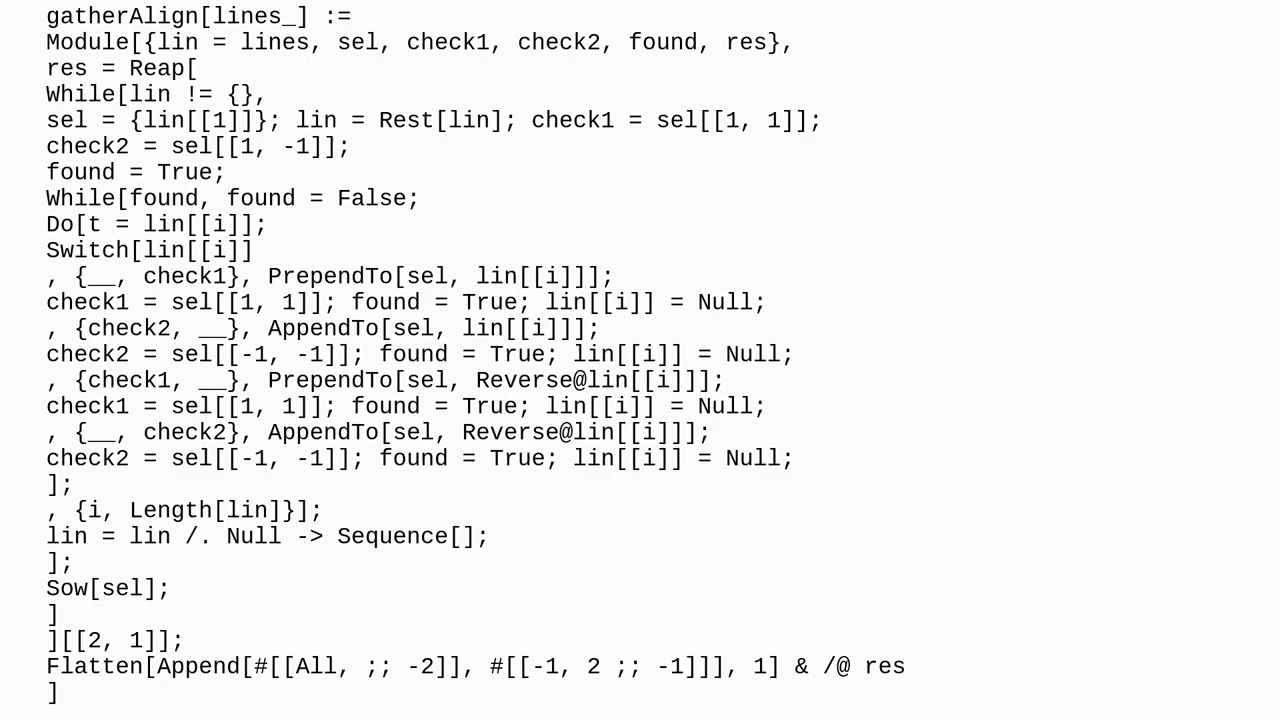 gatherAlign[lines_] :=
Module[{lin = lines, sel, check1, check2, found, res},
res = Reap[
While[lin != {},
sel = {lin[[1]]}; lin = Rest[lin]; check1 = sel[[1, 1]];
check2 = sel[[1, -1]];
found = True;
While[found, found = False;
Do[t = lin[[i]];
Switch[lin[[i]]
, {__, check1}, PrependTo[sel, lin[[i]]];
check1 = sel[[1, 1]]; found = True; lin[[i]] = Null;
, {check2, __}, AppendTo[sel, lin[[i]]];
check2 = sel[[-1, -1]]; found = True; lin[[i]] = Null;
, {check1, __}, PrependTo[sel, Reverse@lin[[i]]];
check1 = sel[[1, 1]]; found = True; lin[[i]] = Null;
, {__, check2}, AppendTo[sel, Reverse@lin[[i]]];
check2 = sel[[-1, -1]]; found = True; lin[[i]] = Null;
];
, {i, Length[lin]}];
lin = lin /. Null -> Sequence[];
];
Sow[sel];
]
][[2, 1]];
Flatten[Append[#[[All, ;; -2]], #[[-1, 2 ;; -1]]], 1] & /@ res
]